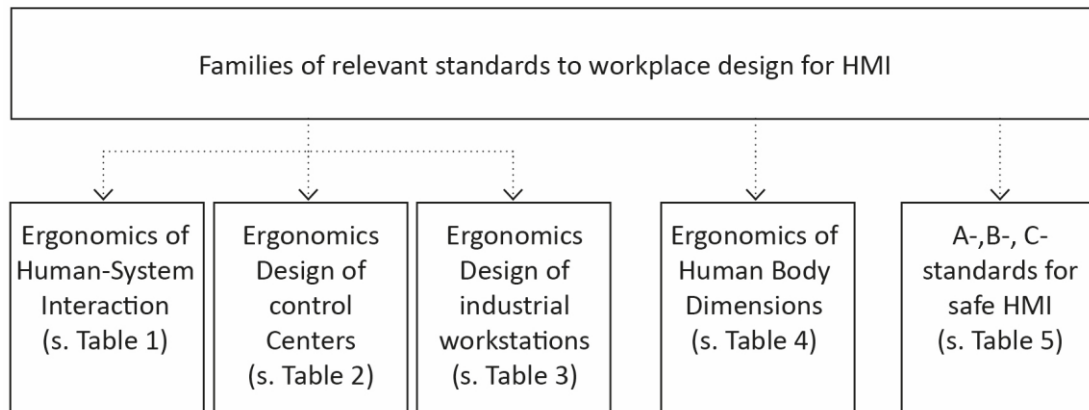 Families of relevant standards to workplace design for HMI
Ergonomics of
Human-System
Interaction
(s. Table 1)
Ergonomics
Design of
control
Centers
(s. Table 2)
Ergonomics
Design of
industrial
workstations
(s. Table 3)
Ergonomics of
Human Body
Dimensions
(s. Table 4)
A-,B-, C-
standards for
safe HMI
(s. Table 5)